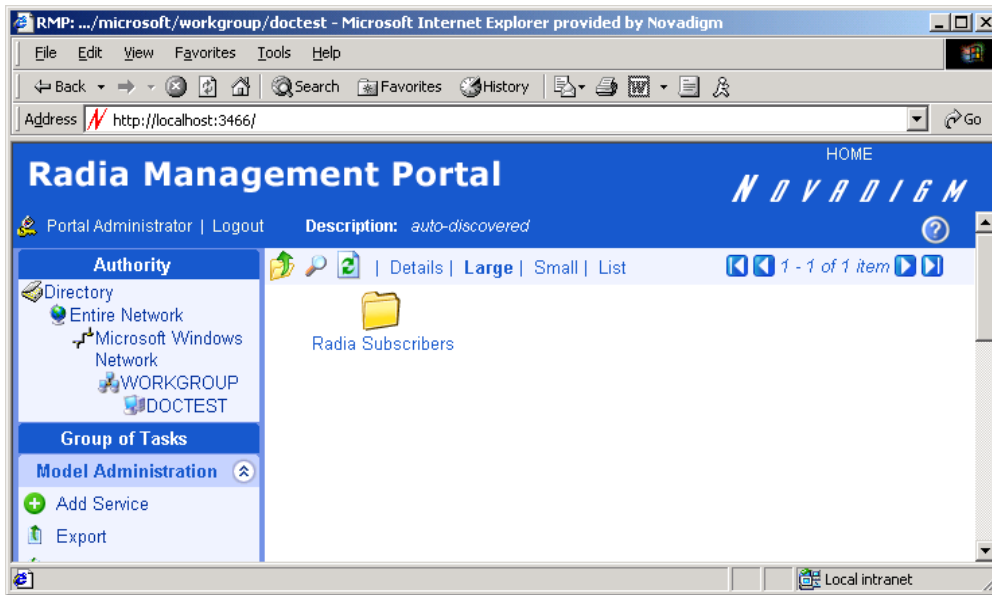 RMP: .../microsoft/workgroup/doctest - Microsoft Internet Explorer provided by Novadigm
File Edit View Favorites Tools Help
Back Search Favorites History
Address http://localhost:3466/ Go
HOME
Radia Management Portal
NOVADIGM
Portal Administrator | Logout Description: auto-discovered
Authority
Directory
Entire Network
Microsoft Windows
Network
WORKGROUP
DOCTEST
Group of Tasks
Model Administration
Add Service
Export
| Details | Large | Small | List 1 - 1 of 1 item
Radia Subscribers
Local intranet